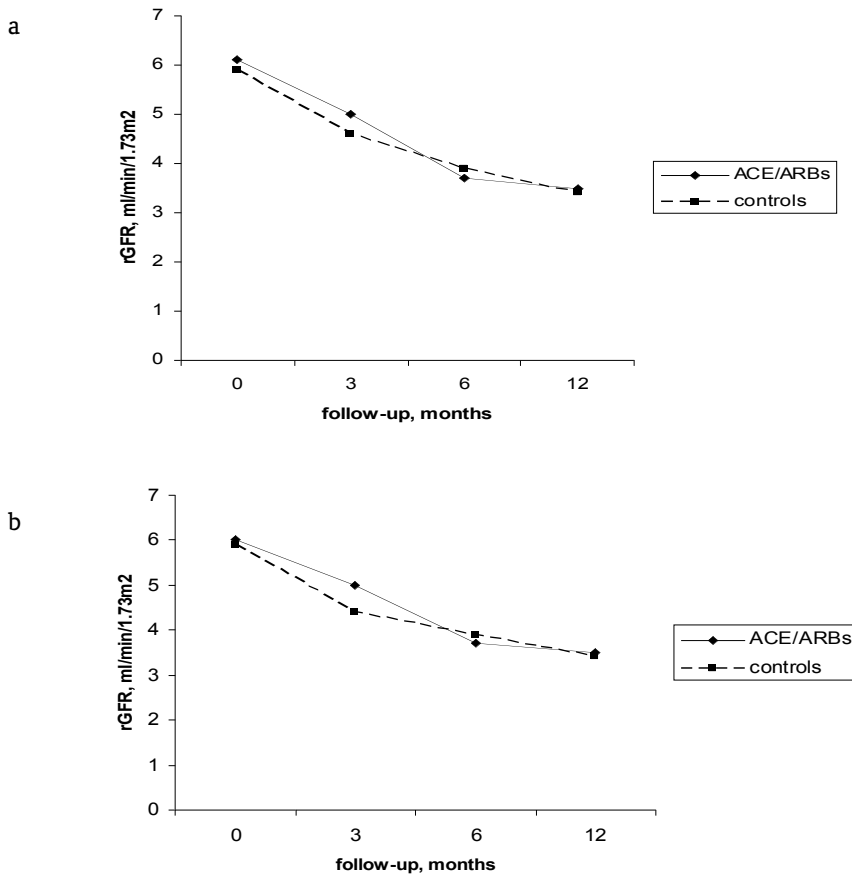 a
7
6
5
4
3
2
1
0
rGFR, ml/min/1.73m2
0 3 6 12
follow-up, months
ACE/ARBs
controls
b
7
6
5
4
3
2
1
0
rGFR, ml/min/1.73m2
0 3 6 12
follow-up, months
ACE/ARBs
controls